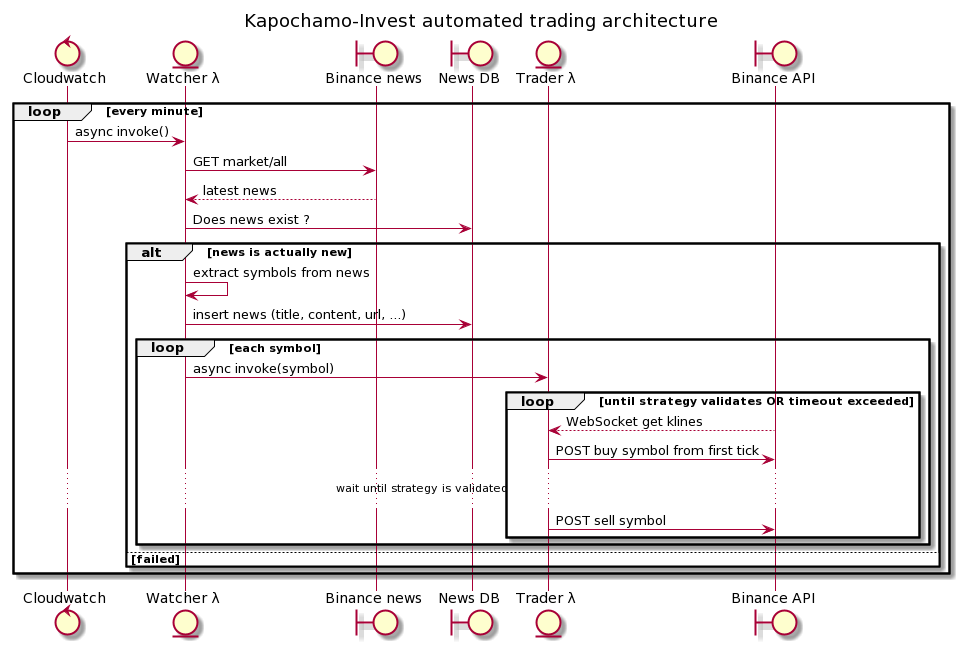 Kapochamo-Invest automated trading architecture
Cloudwatch
Watcher λ
Binance news
News DB
Trader λ
Binance API
loop [every minute]
async invoke()
GET market/all
latest news
Does news exist ?
alt [news is actually new]
extract symbols from news
insert news (title, content, url, ...)
loop [each symbol]
async invoke(symbol)
loop [until strategy validates OR timeout exceeded]
WebSocket get klines
POST buy symbol from first tick
wait until strategy is validated
POST sell symbol
[failed]
Cloudwatch
Watcher λ
Binance news
News DB
Trader λ
Binance API